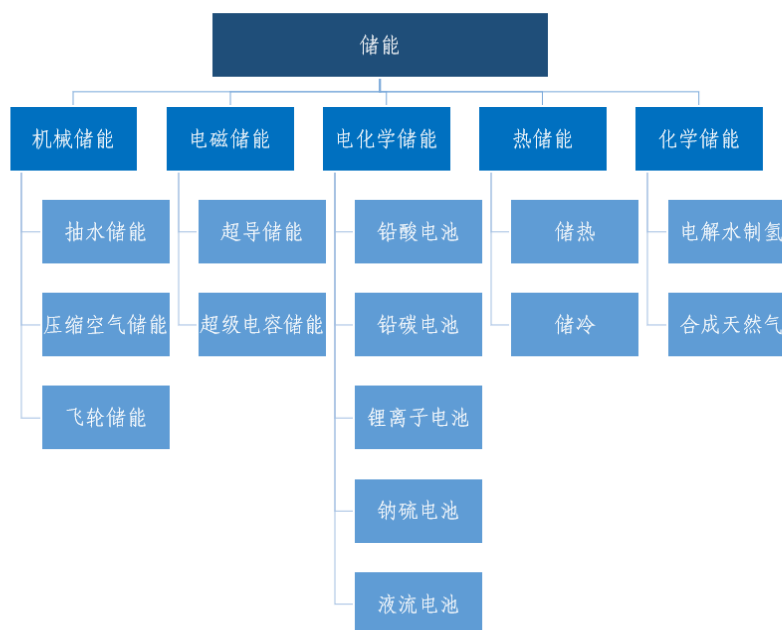 储能
机械储能
电磁储能
电化学储能
热储能
化学储能
抽水储能
超导储能
铅酸电池
储热
电解水制氢
压缩空气储能
超级电容储能
铅碳电池
储冷
合成天然气
飞轮储能
锂离子电池
钠硫电池
液流电池